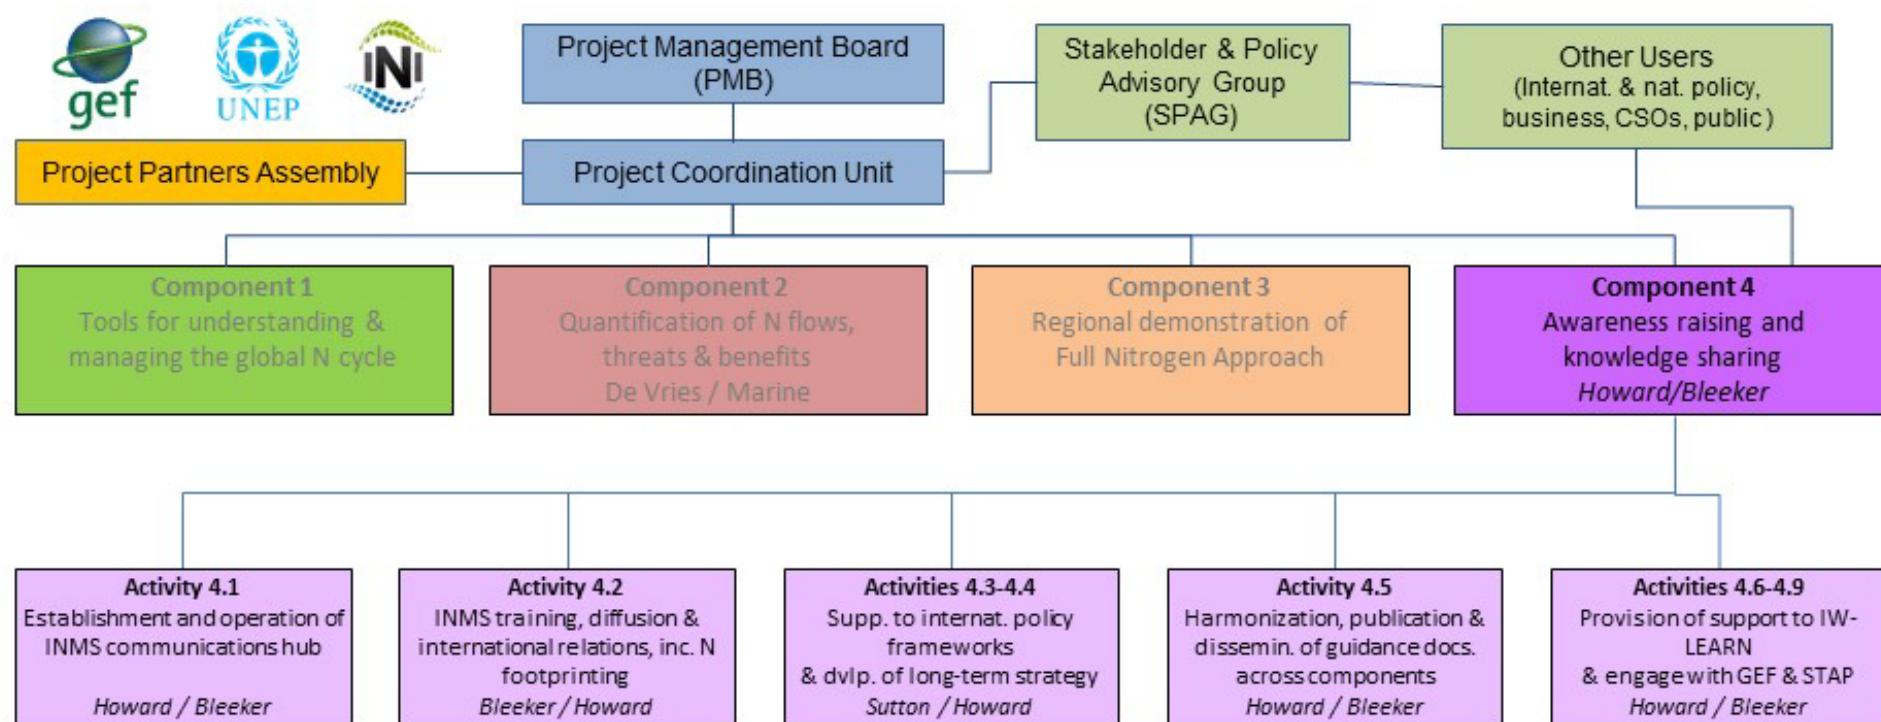 gef
UNEP
INI
Project Management Board
(PMB)
Stakeholder & Policy
Advisory Group
(SPAG)
Other Users
(Internat. & nat. policy,
business, CSOs, public )
Project Partners Assembly
Project Coordination Unit
Component 1
Tools for understanding &
managing the global N cycle
Component 2
Quantification of N flows,
threats & benefits
De Vries / Marine
Component 3
Regional demonstration of
Full Nitrogen Approach
Component 4
Awareness raising and
knowledge sharing
Howard/Bleeker
Activity 4.1
Establishment and operation of
INMS communications hub
Howard / Bleeker
Activity 4.2
INMS training, diffusion &
international relations, inc. N
footprinting
Bleeker / Howard
Activities 4.3-4.4
Supp. to internat. policy
frameworks
& dvlp. of long-term strategy
Sutton / Howard
Activity 4.5
Harmonization, publication &
dissemin. of guidance docs.
across components
Howard / Bleeker
Activities 4.6-4.9
Provision of support to IW-
LEARN
& engage with GEF & STAP
Howard / Bleeker